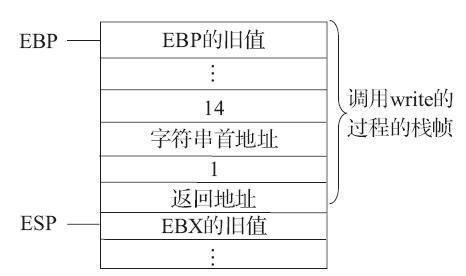 EBP
EBP的旧值
⋮
14
字符串首地址
1
返回地址
ESP
EBX的旧值
⋮
调用write的
过程的栈帧